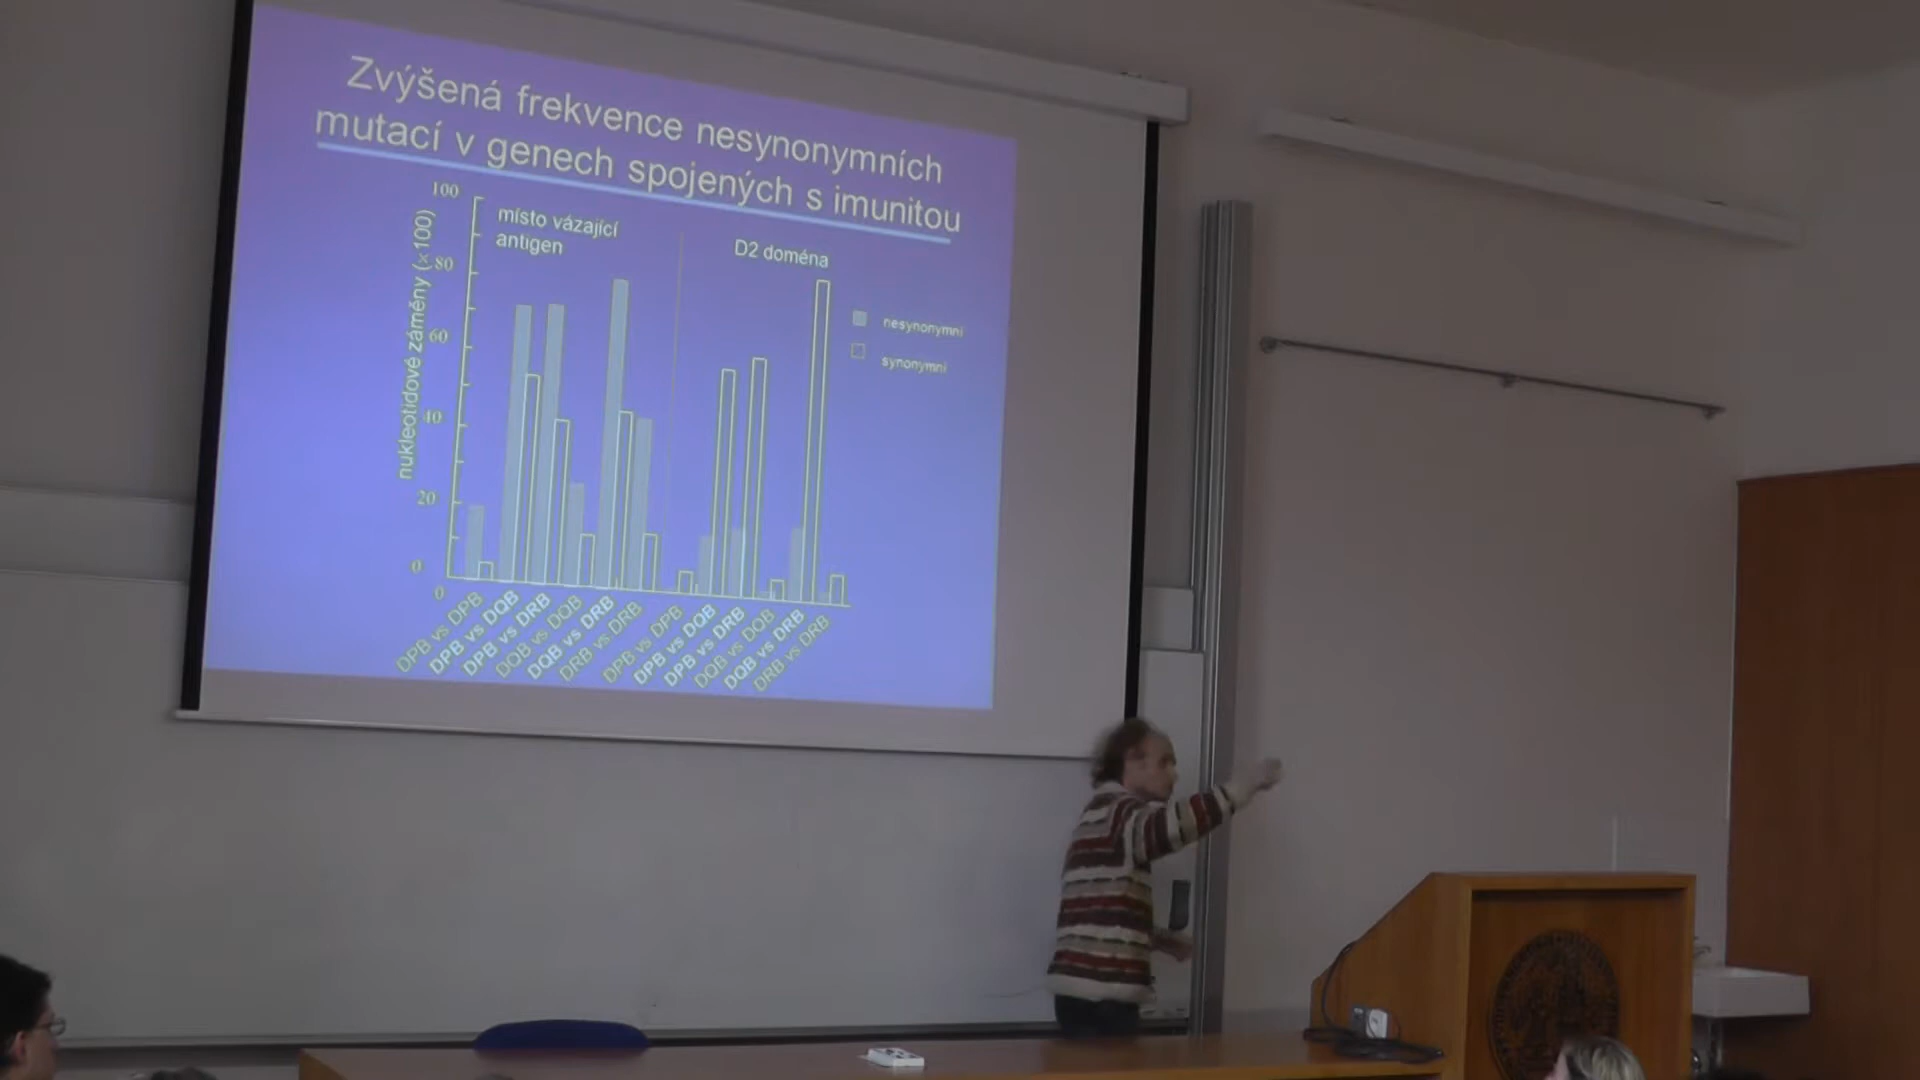 Zvýšená frekvence nesynonymních
mutací v genech spojených s imunitou
nukleotidové záměny (×100)
100
80
60
40
20
0
0
místo vázající
antigen
D2 doména
nesynonymní
synonymní
DPB vs DPB
DPB vs DQB
DPB vs DRB
DQB vs DQB
DQB vs DRB
DRB vs DRB
DPB vs DPB
DPB vs DQB
DPB vs DRB
DQB vs DQB
DQB vs DRB
DRB vs DRB